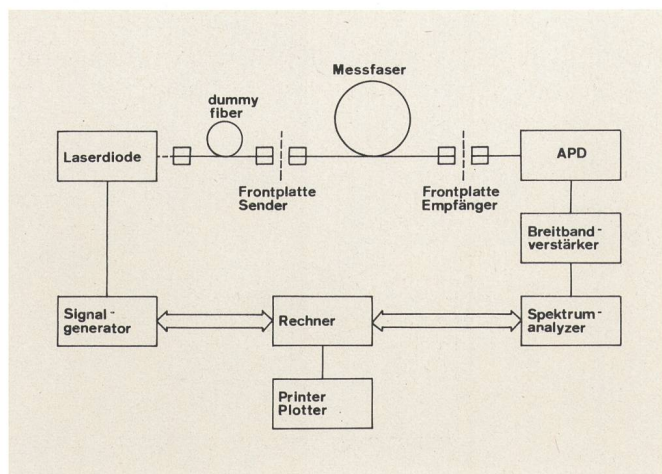 Messfaser
dummy
fiber
Laserdiode
APD
Frontplatte
Sender
Frontplatte
Empfänger
Breitband-
verstärker
Signal-
generator
Rechner
Spektrum-
analyzer
Printer
Plotter